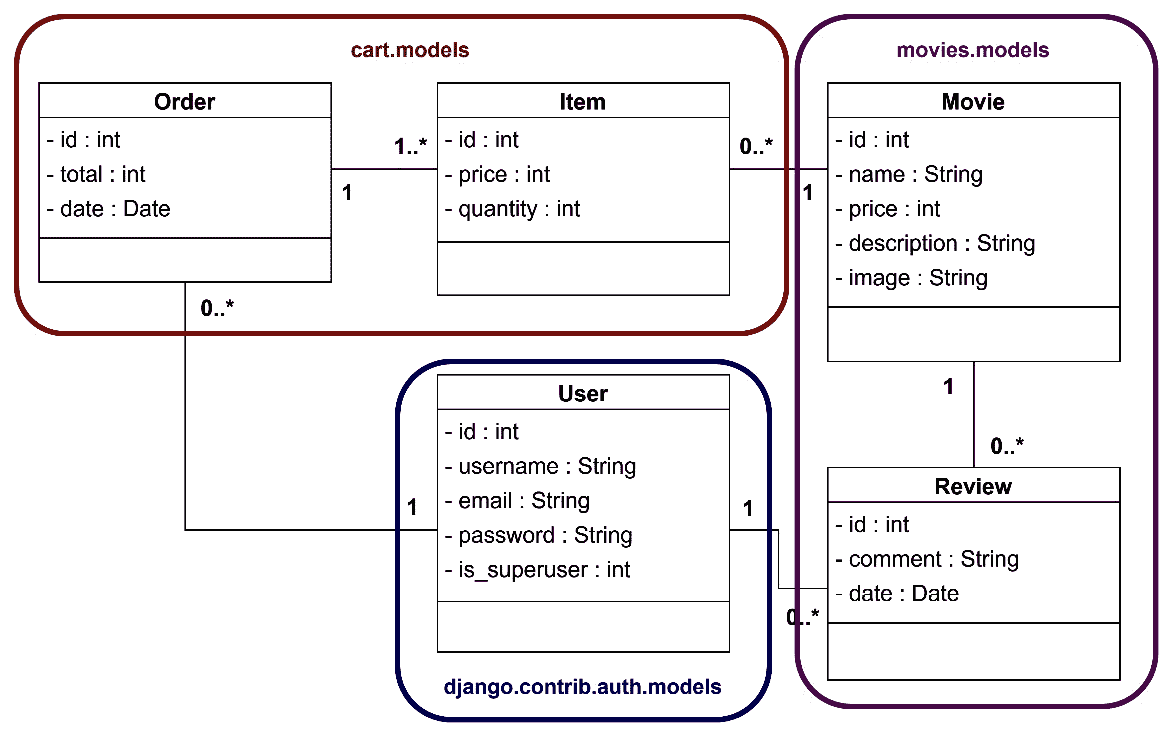 cart.models
Order
- id : int
- total : int
- date : Date
1
1..*
Item
- id : int
- price : int
- quantity : int
0..*
1
movies.models
Movie
- id : int
- name : String
- price : int
- description : String
- image : String
1
0..*
Review
- id : int
- comment : String
- date : Date
0..*
1
User
- id : int
- username : String
- email : String
- password : String
- is_superuser : int
1
0..*
django.contrib.auth.models